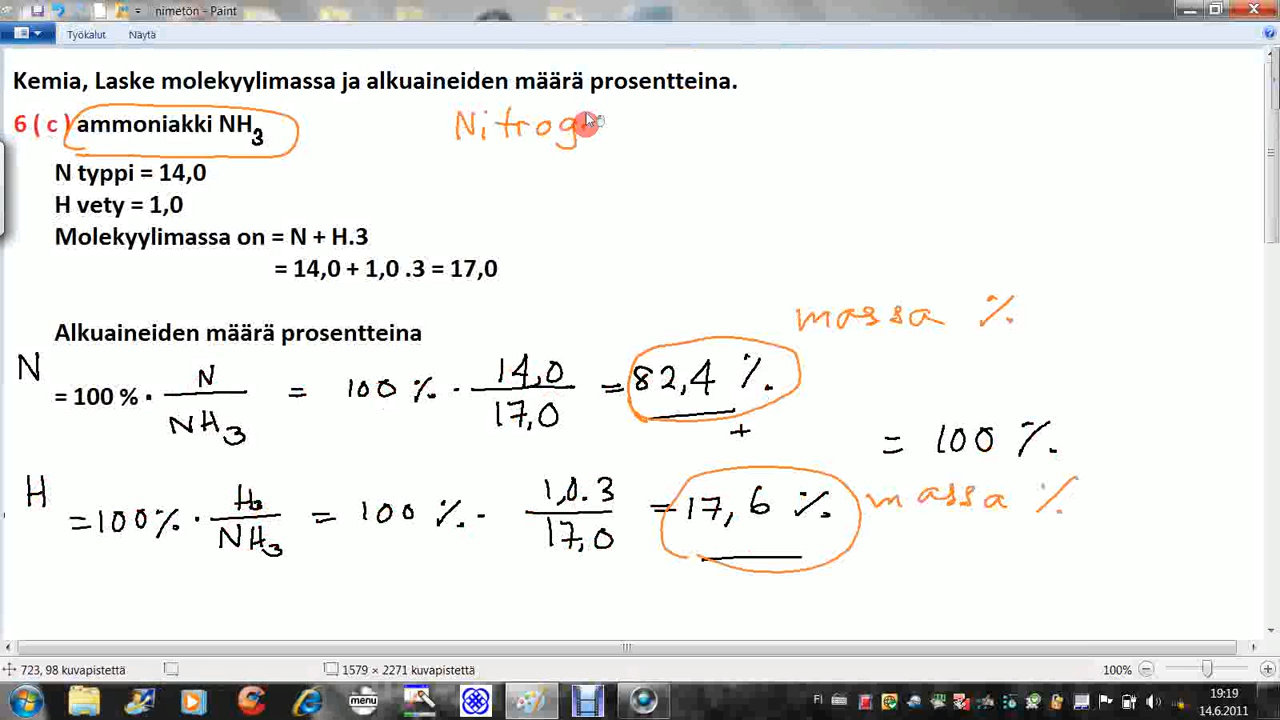 nimetön - Paint
Työkalut Näytä
Kemia, Laske molekyylimassa ja alkuaineiden määrä prosentteina.
6 ( c ) ammoniakki NH3 Nitrog
N typpi = 14,0
H vety = 1,0
Molekyylimassa on = N + H.3
= 14,0 + 1,0 .3 = 17,0
massa %
Alkuaineiden määrä prosentteina
N = 100 % · N / NH3 = 100 % · 14,0 / 17,0 = 82,4 %
+
= 100 %
H = 100 % · H3 / NH3 = 100 % · 1,0.3 / 17,0 = 17,6 % massa %
723, 98 kuvapistettä 1579 × 2271 kuvapistettä 100%
menu FI 19:19
14.6.2011